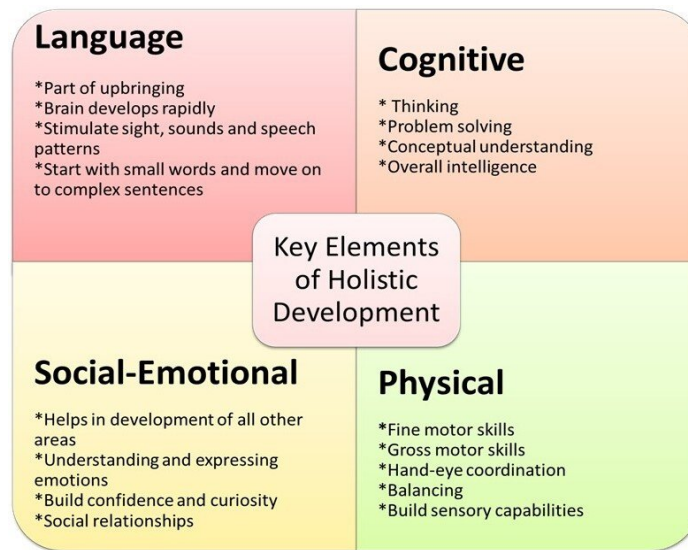 Language
*Part of upbringing
*Brain develops rapidly
*Stimulate sight, sounds and speech
patterns
*Start with small words and move on
to complex sentences
Cognitive
* Thinking
*Problem solving
*Conceptual understanding
*Overall intelligence
Key Elements
of Holistic
Development
Social-Emotional
*Helps in development of all other
areas
*Understanding and expressing
emotions
*Build confidence and curiosity
*Social relationships
Physical
*Fine motor skills
*Gross motor skills
*Hand-eye coordination
*Balancing
*Build sensory capabilities